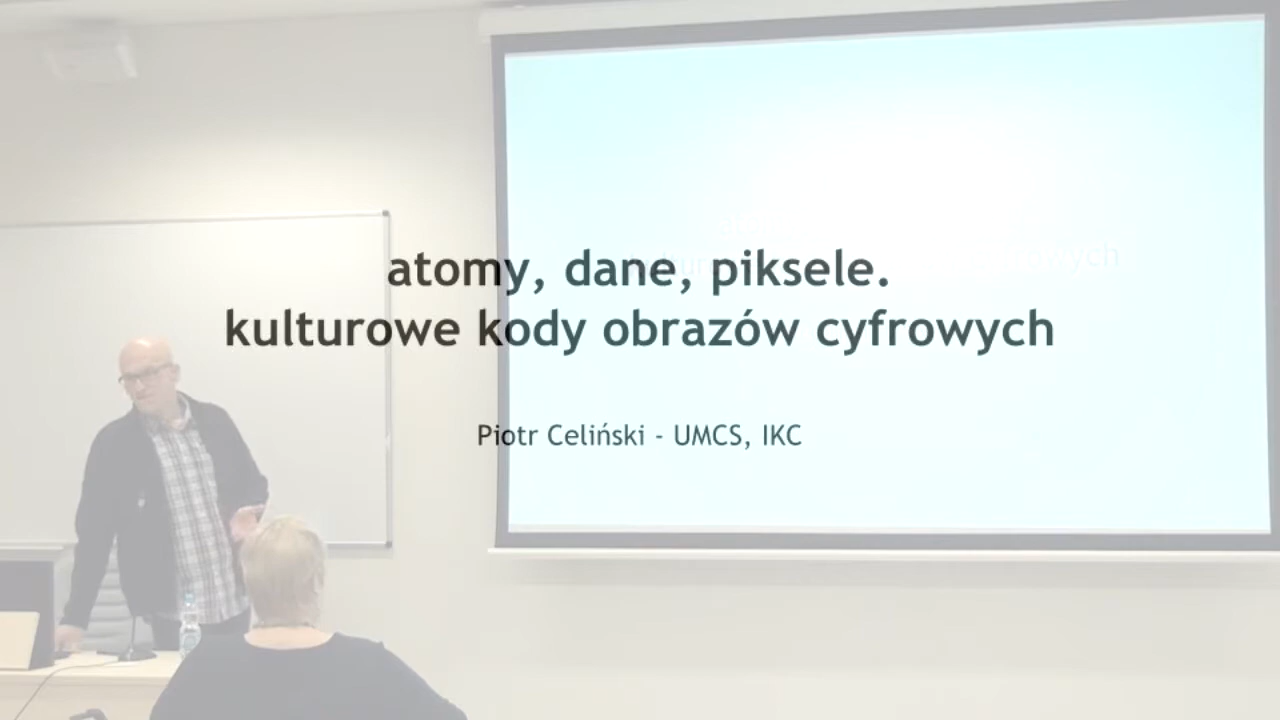 atomy, dane, piksele.
kulturowe kody obrazów cyfrowych
Piotr Celiński - UMCS, IKC